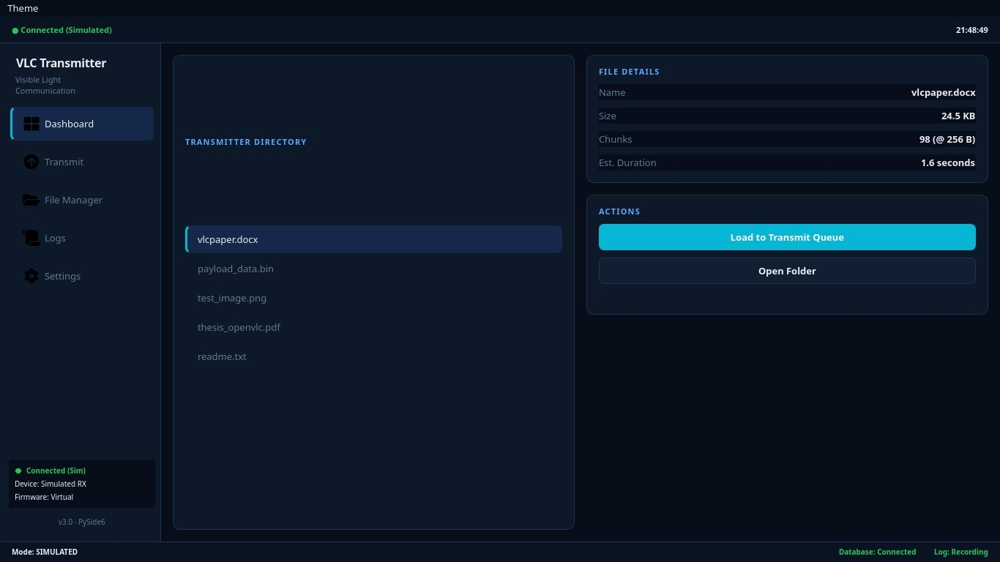 Theme
Connected (Simulated)
21:48:49
VLC Transmitter
Visible Light
Communication
Dashboard
Transmit
File Manager
Logs
Settings
Connected (Sim)
Device: Simulated RX
Firmware: Virtual
v3.0 · PySide6
TRANSMITTER DIRECTORY
vlcpaper.docx
payload_data.bin
test_image.png
thesis_openvlc.pdf
readme.txt
FILE DETAILS
Name vlcpaper.docx
Size 24.5 KB
Chunks 98 (@ 256 B)
Est. Duration 1.6 seconds
ACTIONS
Load to Transmit Queue
Open Folder
Mode: SIMULATED
Database: Connected Log: Recording